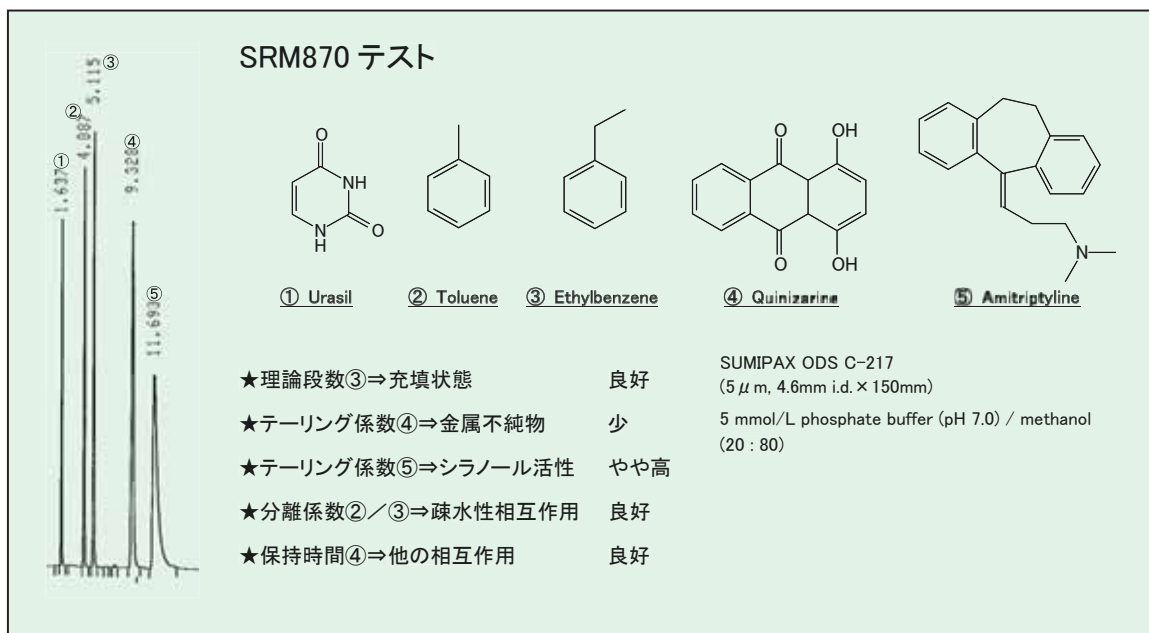 SRM870 テスト
① 1.637
② 4.087
③ 5.115
④ 9.328
⑤ 11.693
O
NH
N
H
O
O
OH
O
OH
N
① Urasil
② Toluene
③ Ethylbenzene
④ Quinizarine
⑤ Amitriptyline
★理論段数③⇒充填状態 良好
★テーリング係数④⇒金属不純物 少
★テーリング係数⑤⇒シラノール活性 やや高
★分離係数②／③⇒疎水性相互作用 良好
★保持時間④⇒他の相互作用 良好
SUMIPAX ODS C-217
(5μm, 4.6mm i.d.×150mm)
5 mmol/L phosphate buffer (pH 7.0) / methanol
(20 : 80)